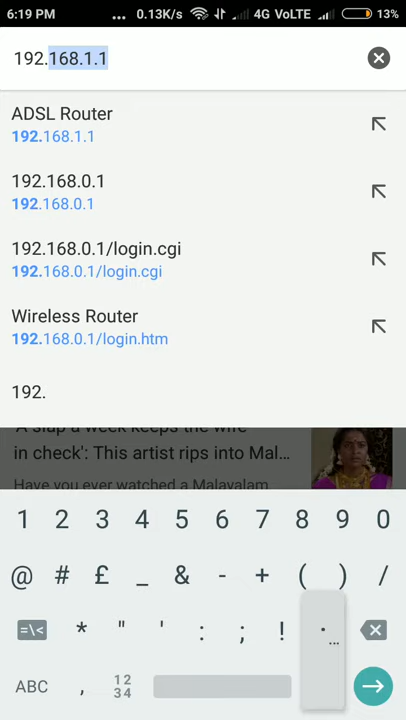 6:19 PM ... 0.13K/s 4G VoLTE 13%
192.168.1.1
ADSL Router
192.168.1.1
192.168.0.1
192.168.0.1
192.168.0.1/login.cgi
192.168.0.1/login.cgi
Wireless Router
192.168.0.1/login.htm
192.
'A slap a week keeps the wife
in check': This artist rips into Mal...
Have you ever watched a Malayalam
1 2 3 4 5 6 7 8 9 0
@ # £ _ & - + ( ) /
=\< * " ' : ; ! . ...
ABC , 12
34